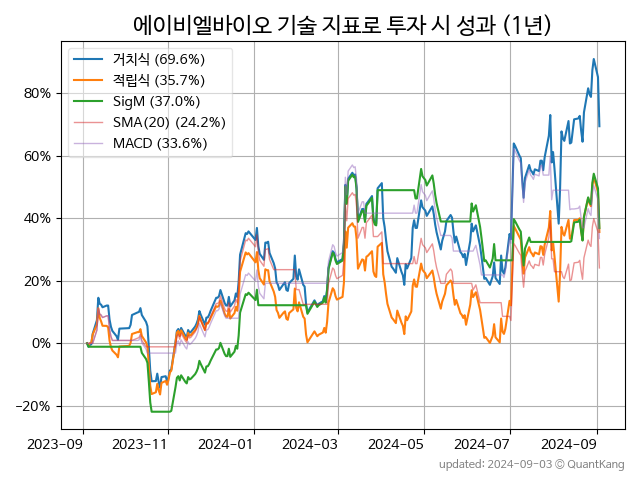 에이비엘바이오 기술 지표로 투자 시 성과 (1년)
거치식 (69.6%)
적립식 (35.7%)
SigM (37.0%)
SMA(20) (24.2%)
MACD (33.6%)
80%
60%
40%
20%
0%
−20%
2023-09 2023-11 2024-01 2024-03 2024-05 2024-07 2024-09
updated: 2024-09-03 © QuantKang